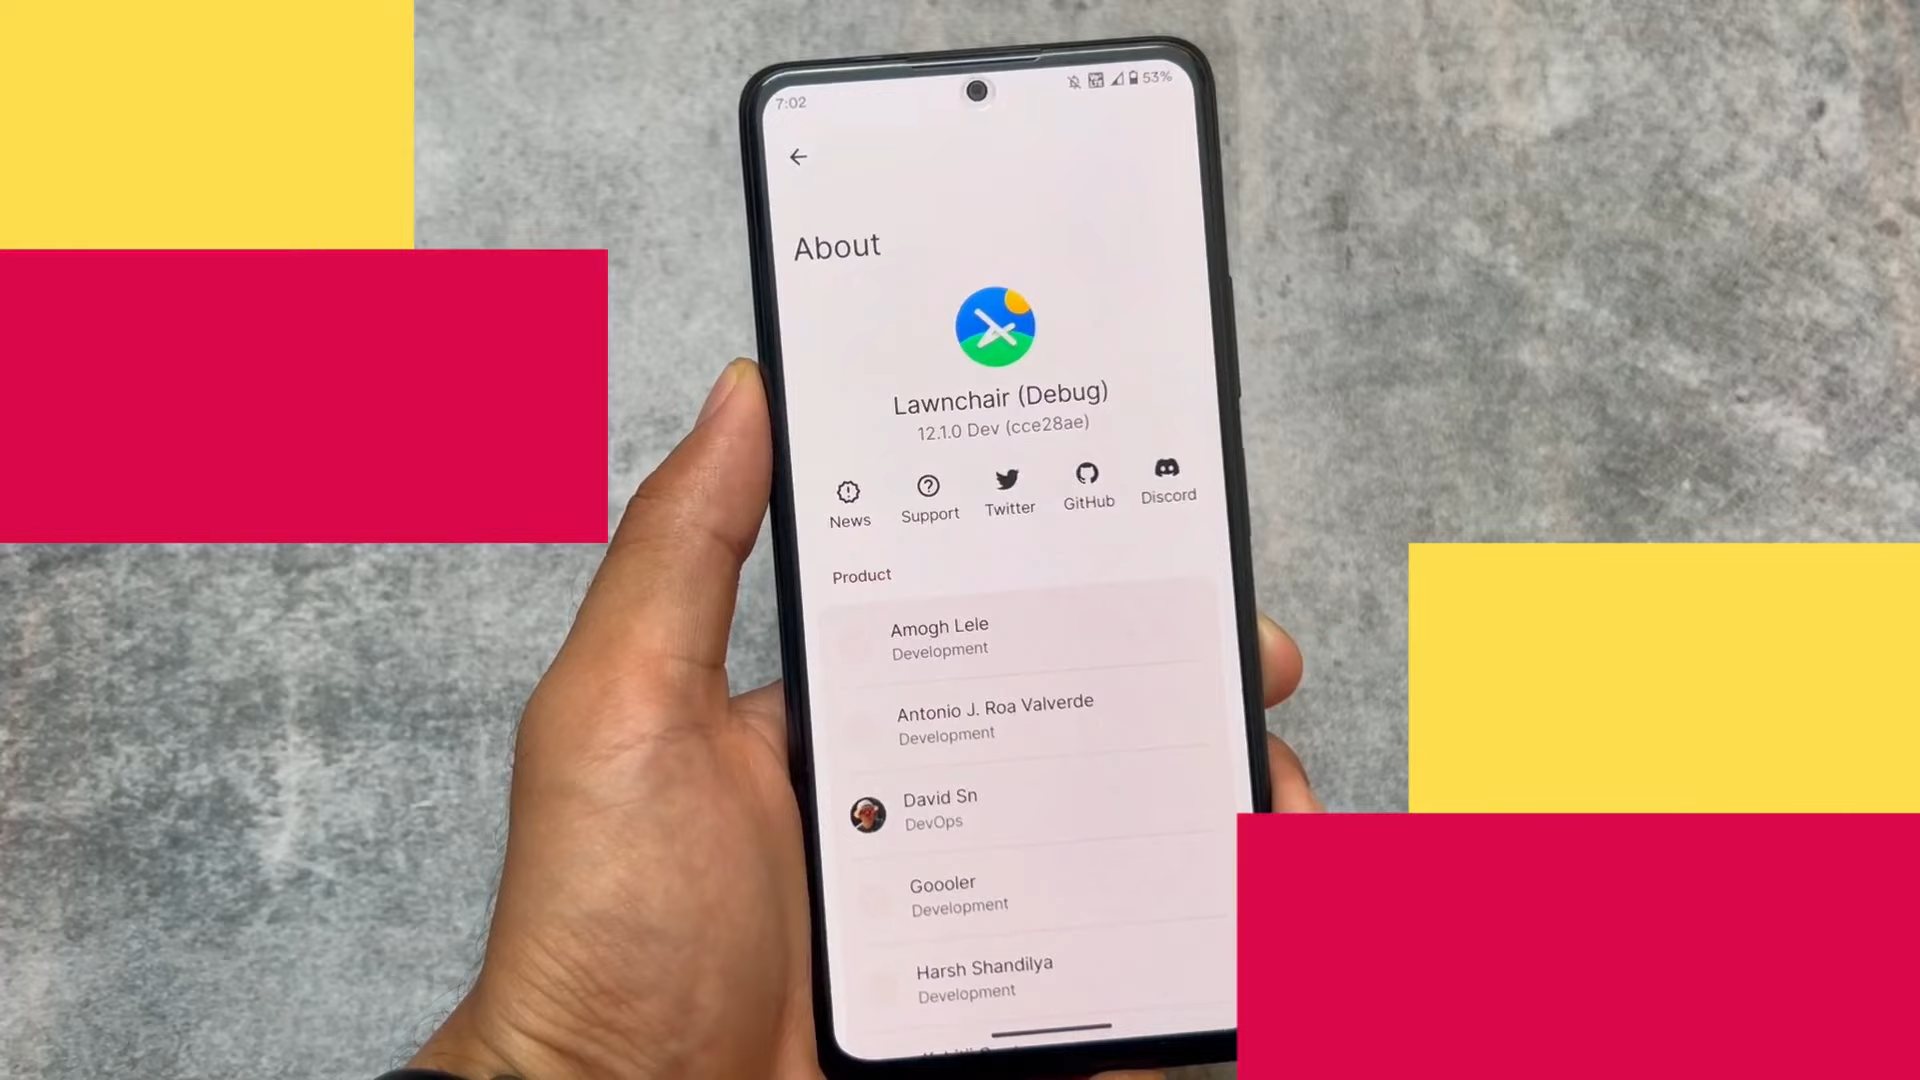 7:02
53%
About
Lawnchair (Debug)
12.1.0 Dev (cce28ae)
News Support Twitter GitHub Discord
Product
Amogh Lele
Development
Antonio J. Roa Valverde
Development
David Sn
DevOps
Goooler
Development
Harsh Shandilya
Development